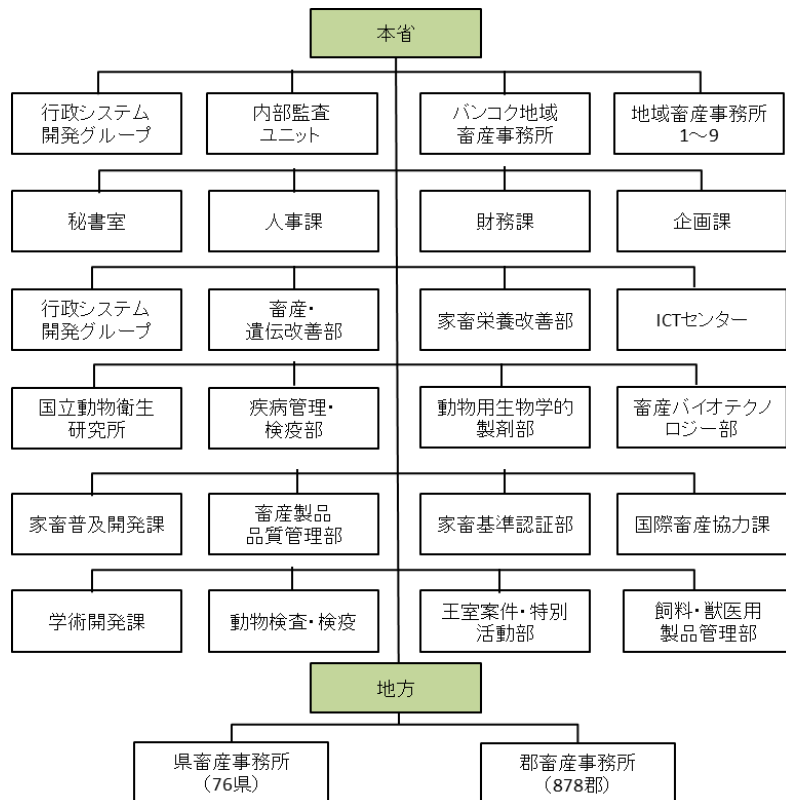 本省
行政システム
開発グループ
内部監査
ユニット
バンコク地域
畜産事務所
地域畜産事務所
1～9
秘書室
人事課
財務課
企画課
行政システム
開発グループ
畜産・
遺伝改善部
家畜栄養改善部
ICTセンター
国立動物衛生
研究所
疾病管理・
検疫部
動物用生物学的
製剤部
畜産バイオテクノ
ロジー部
家畜普及開発課
畜産製品
品質管理部
家畜基準認証部
国際畜産協力課
学術開発課
動物検査・検疫
王室案件・特別
活動部
飼料・獣医用
製品管理部
地方
県畜産事務所
（76県）
郡畜産事務所
（878郡）